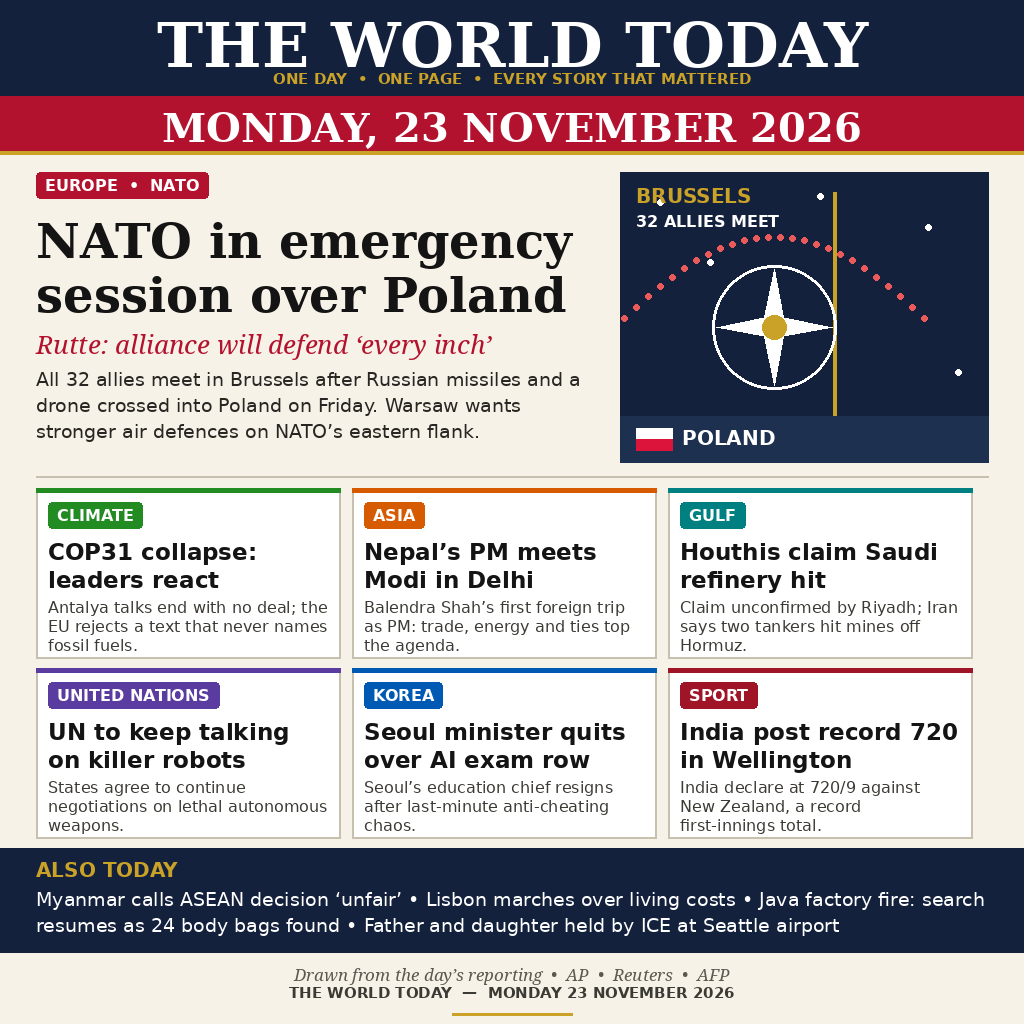 THE WORLD TODAY
ONE DAY • ONE PAGE • EVERY STORY THAT MATTERED
MONDAY, 23 NOVEMBER 2026
EUROPE • NATO
NATO in emergency
session over Poland
Rutte: alliance will defend ‘every inch’
All 32 allies meet in Brussels after Russian missiles and a
drone crossed into Poland on Friday. Warsaw wants
stronger air defences on NATO’s eastern flank.
BRUSSELS
32 ALLIES MEET
POLAND
CLIMATE
COP31 collapse:
leaders react
Antalya talks end with no deal; the
EU rejects a text that never names
fossil fuels.
ASIA
Nepal’s PM meets
Modi in Delhi
Balendra Shah’s first foreign trip
as PM: trade, energy and ties top
the agenda.
GULF
Houthis claim Saudi
refinery hit
Claim unconfirmed by Riyadh; Iran
says two tankers hit mines off
Hormuz.
UNITED NATIONS
UN to keep talking
on killer robots
States agree to continue
negotiations on lethal autonomous
weapons.
KOREA
Seoul minister quits
over AI exam row
Seoul’s education chief resigns
after last-minute anti-cheating
chaos.
SPORT
India post record 720
in Wellington
India declare at 720/9 against
New Zealand, a record
first-innings total.
ALSO TODAY
Myanmar calls ASEAN decision ‘unfair’ • Lisbon marches over living costs • Java factory fire: search
resumes as 24 body bags found • Father and daughter held by ICE at Seattle airport
Drawn from the day’s reporting • AP • Reuters • AFP
THE WORLD TODAY — MONDAY 23 NOVEMBER 2026